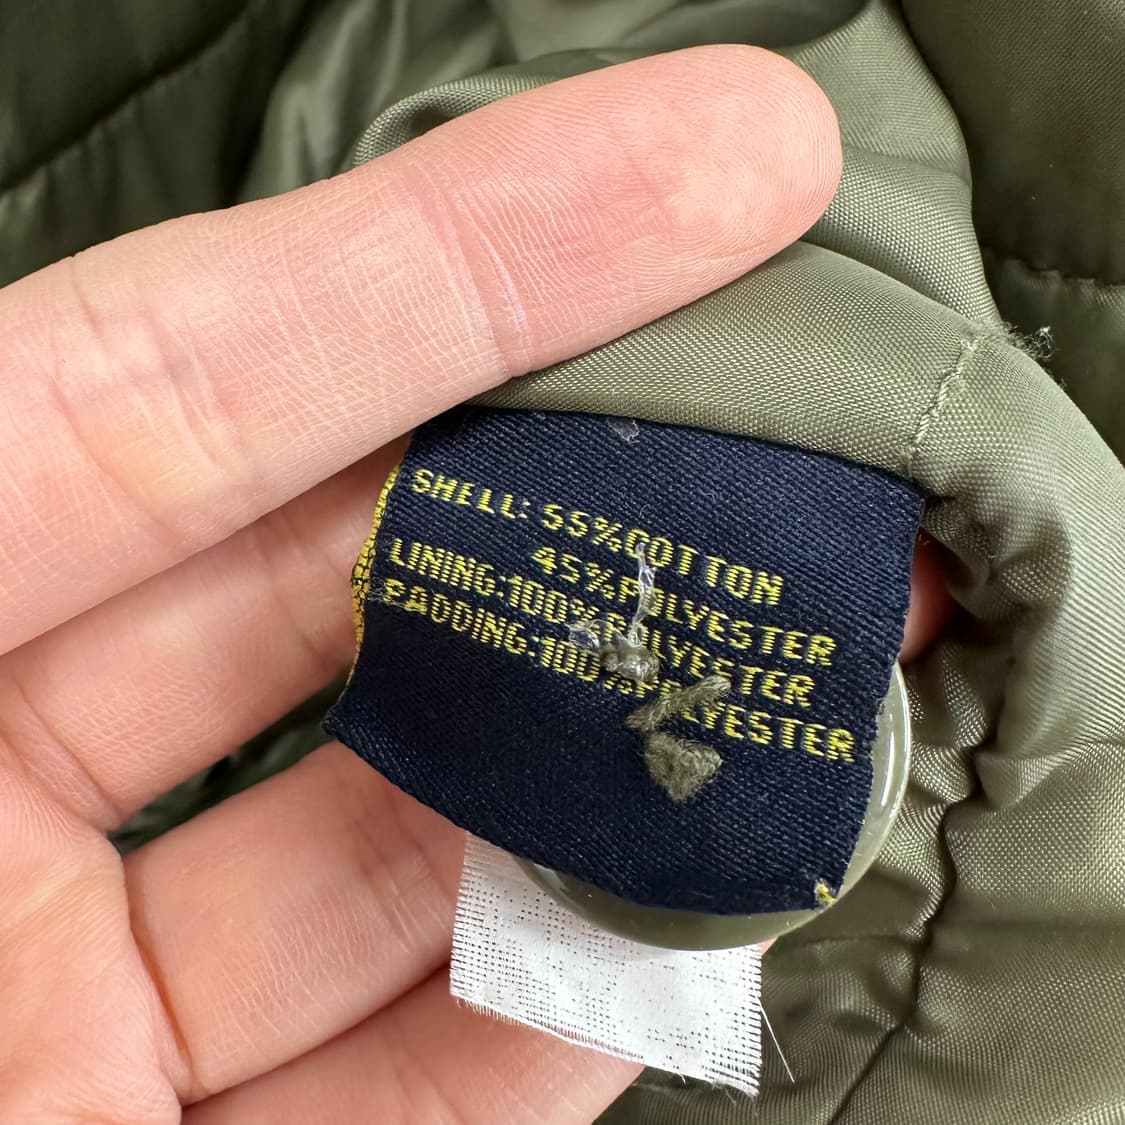 SHELL: 55%COTTON
45%POLYESTER
LINING:100%POLYESTER
PADDING:100%POLYESTER